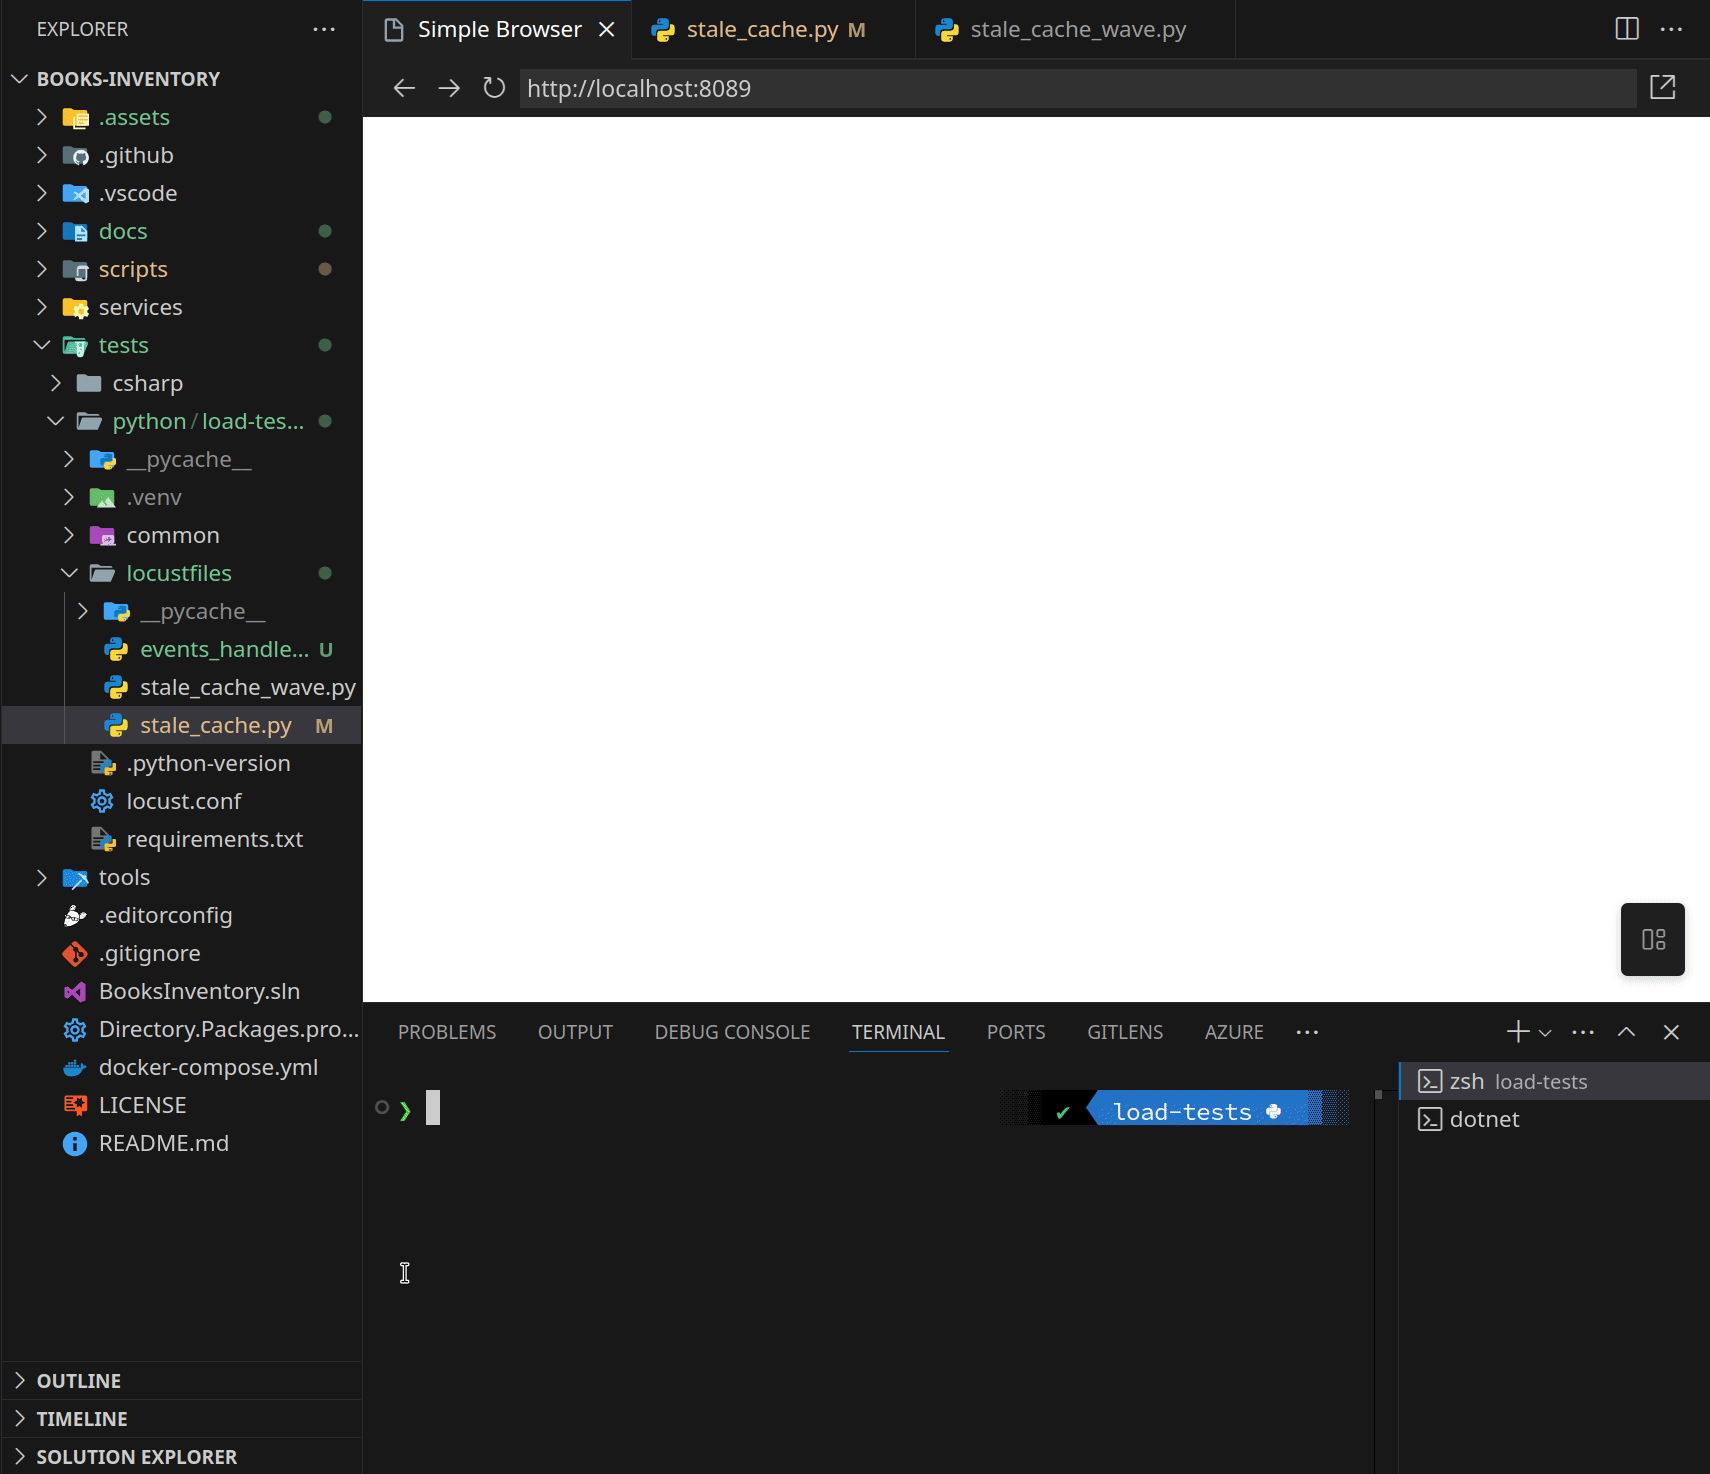 EXPLORER
BOOKS-INVENTORY
.assets
.github
.vscode
docs
scripts
services
tests
csharp
python / load-tes...
__pycache__
.venv
common
locustfiles
__pycache__
events_handle... U
stale_cache_wave.py
stale_cache.py M
.python-version
locust.conf
requirements.txt
tools
.editorconfig
.gitignore
BooksInventory.sln
Directory.Packages.pro...
docker-compose.yml
LICENSE
README.md
OUTLINE
TIMELINE
SOLUTION EXPLORER
Simple Browser stale_cache.py M stale_cache_wave.py
http://localhost:8089
PROBLEMS OUTPUT DEBUG CONSOLE TERMINAL PORTS GITLENS AZURE
❯ ✔ load-tests
zsh load-tests
dotnet